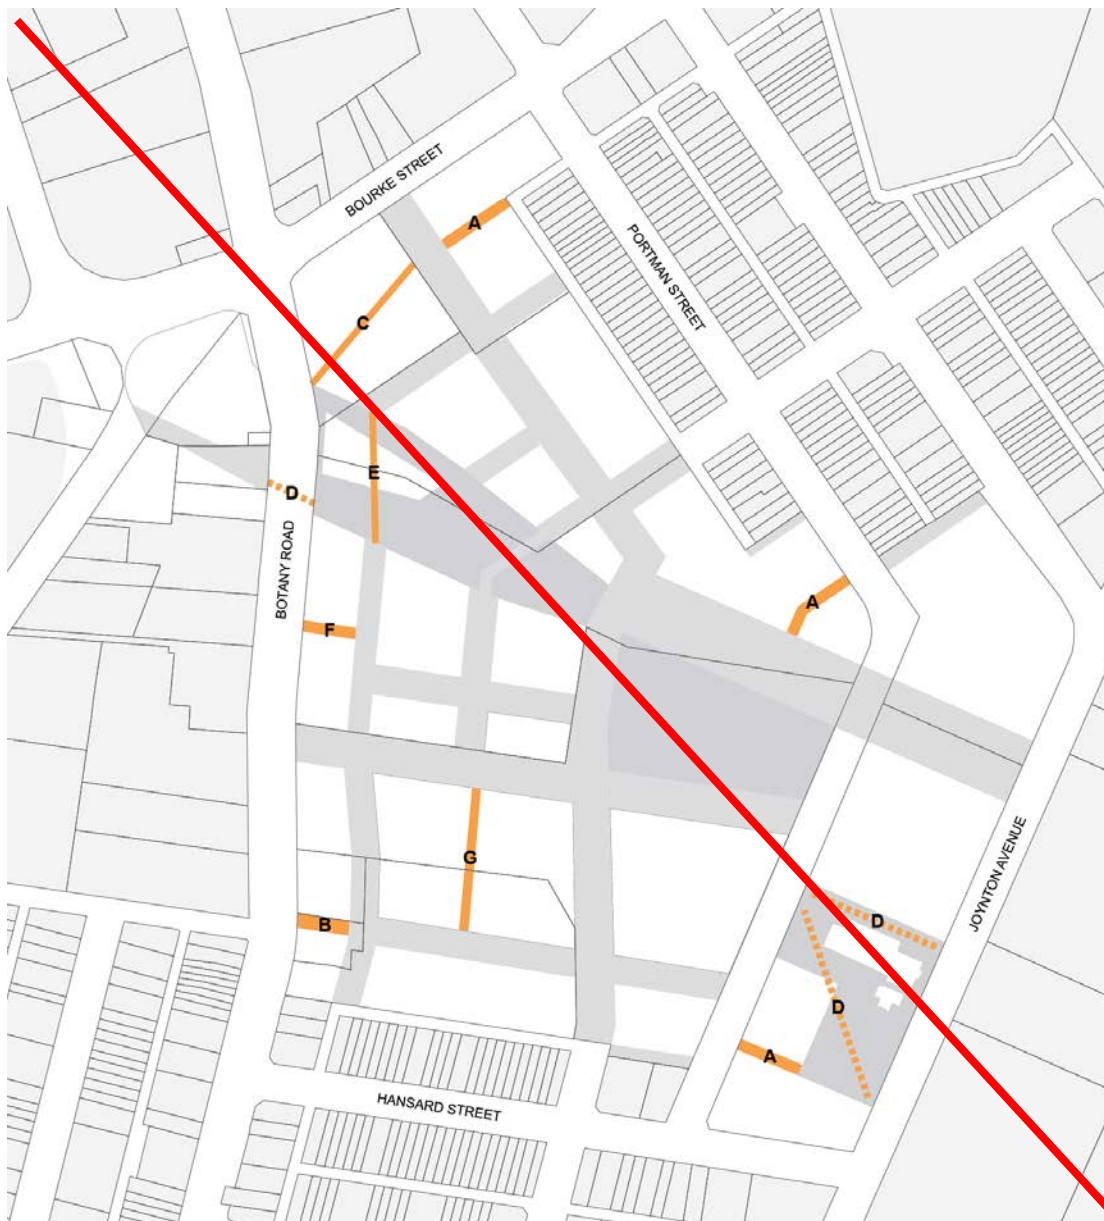 BOURKE STREET
A
PORTMAN STREET
C
E
D
BOTANY ROAD
A
F
G
JOYNTON AVENUE
B
D
D
A
HANSARD STREET